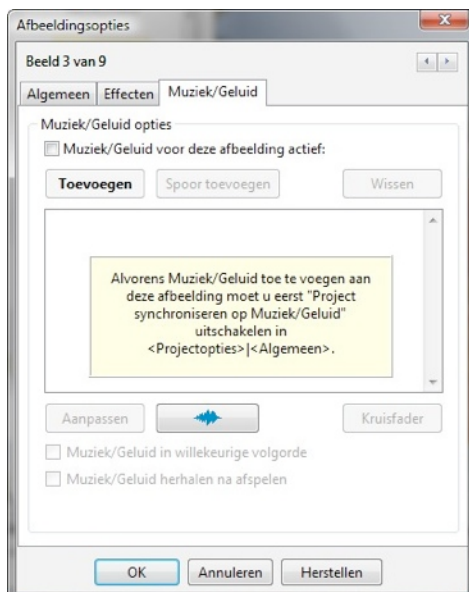 Afbeeldingsopties
Beeld 3 van 9
Algemeen Effecten Muziek/Geluid
Muziek/Geluid opties
Muziek/Geluid voor deze afbeelding actief:
Toevoegen Spoor toevoegen Wissen
Alvorens Muziek/Geluid toe te voegen aan
deze afbeelding moet u eerst "Project
synchroniseren op Muziek/Geluid"
uitschakelen in
<Projectopties>|<Algemeen>.
Aanpassen Kruisfader
Muziek/Geluid in willekeurige volgorde
Muziek/Geluid herhalen na afspelen
OK Annuleren Herstellen